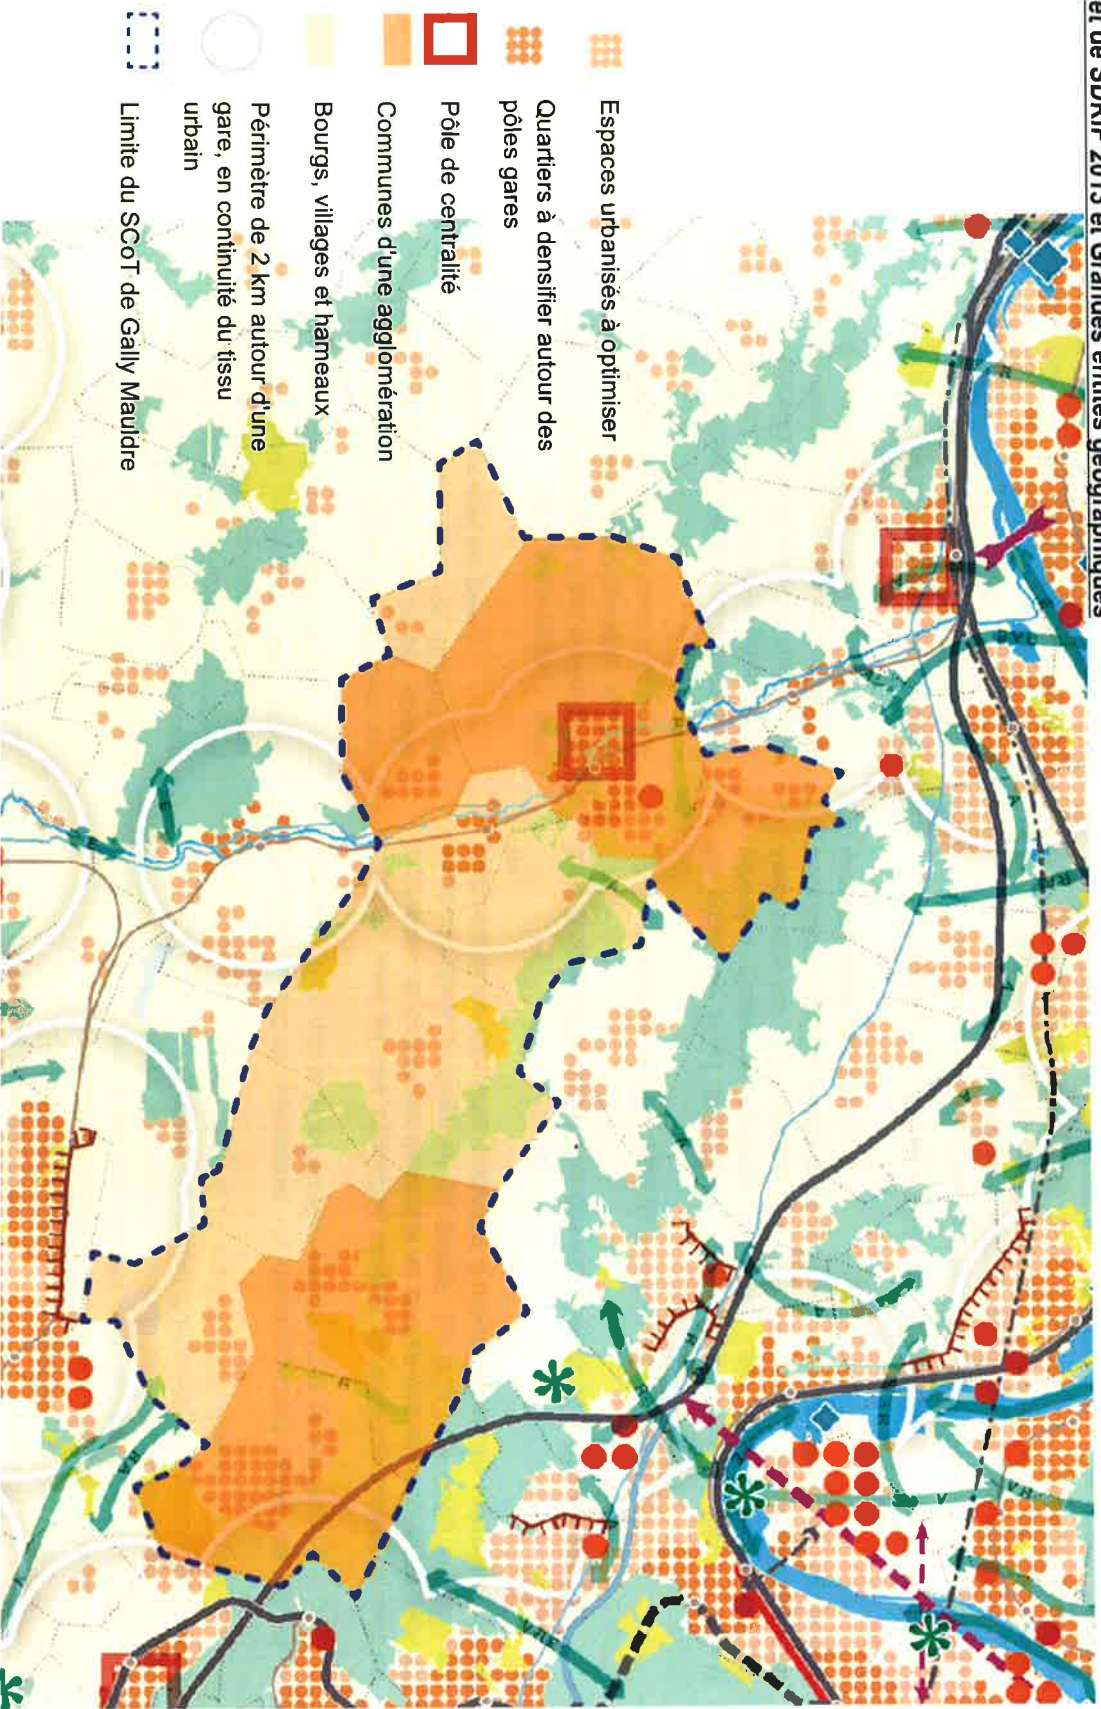 et de SDRIF 2013 et Grandes entités géographiques
Espaces urbanisés à optimiser
Quartiers à densifier autour des
pôles gares
Pôle de centralité
Communes d'une agglomération
Bourgs, villages et hameaux
Périmètre de 2 km autour d'une
gare, en continuité du tissu
urbain
Limite du SCoT de Gally Mauldre